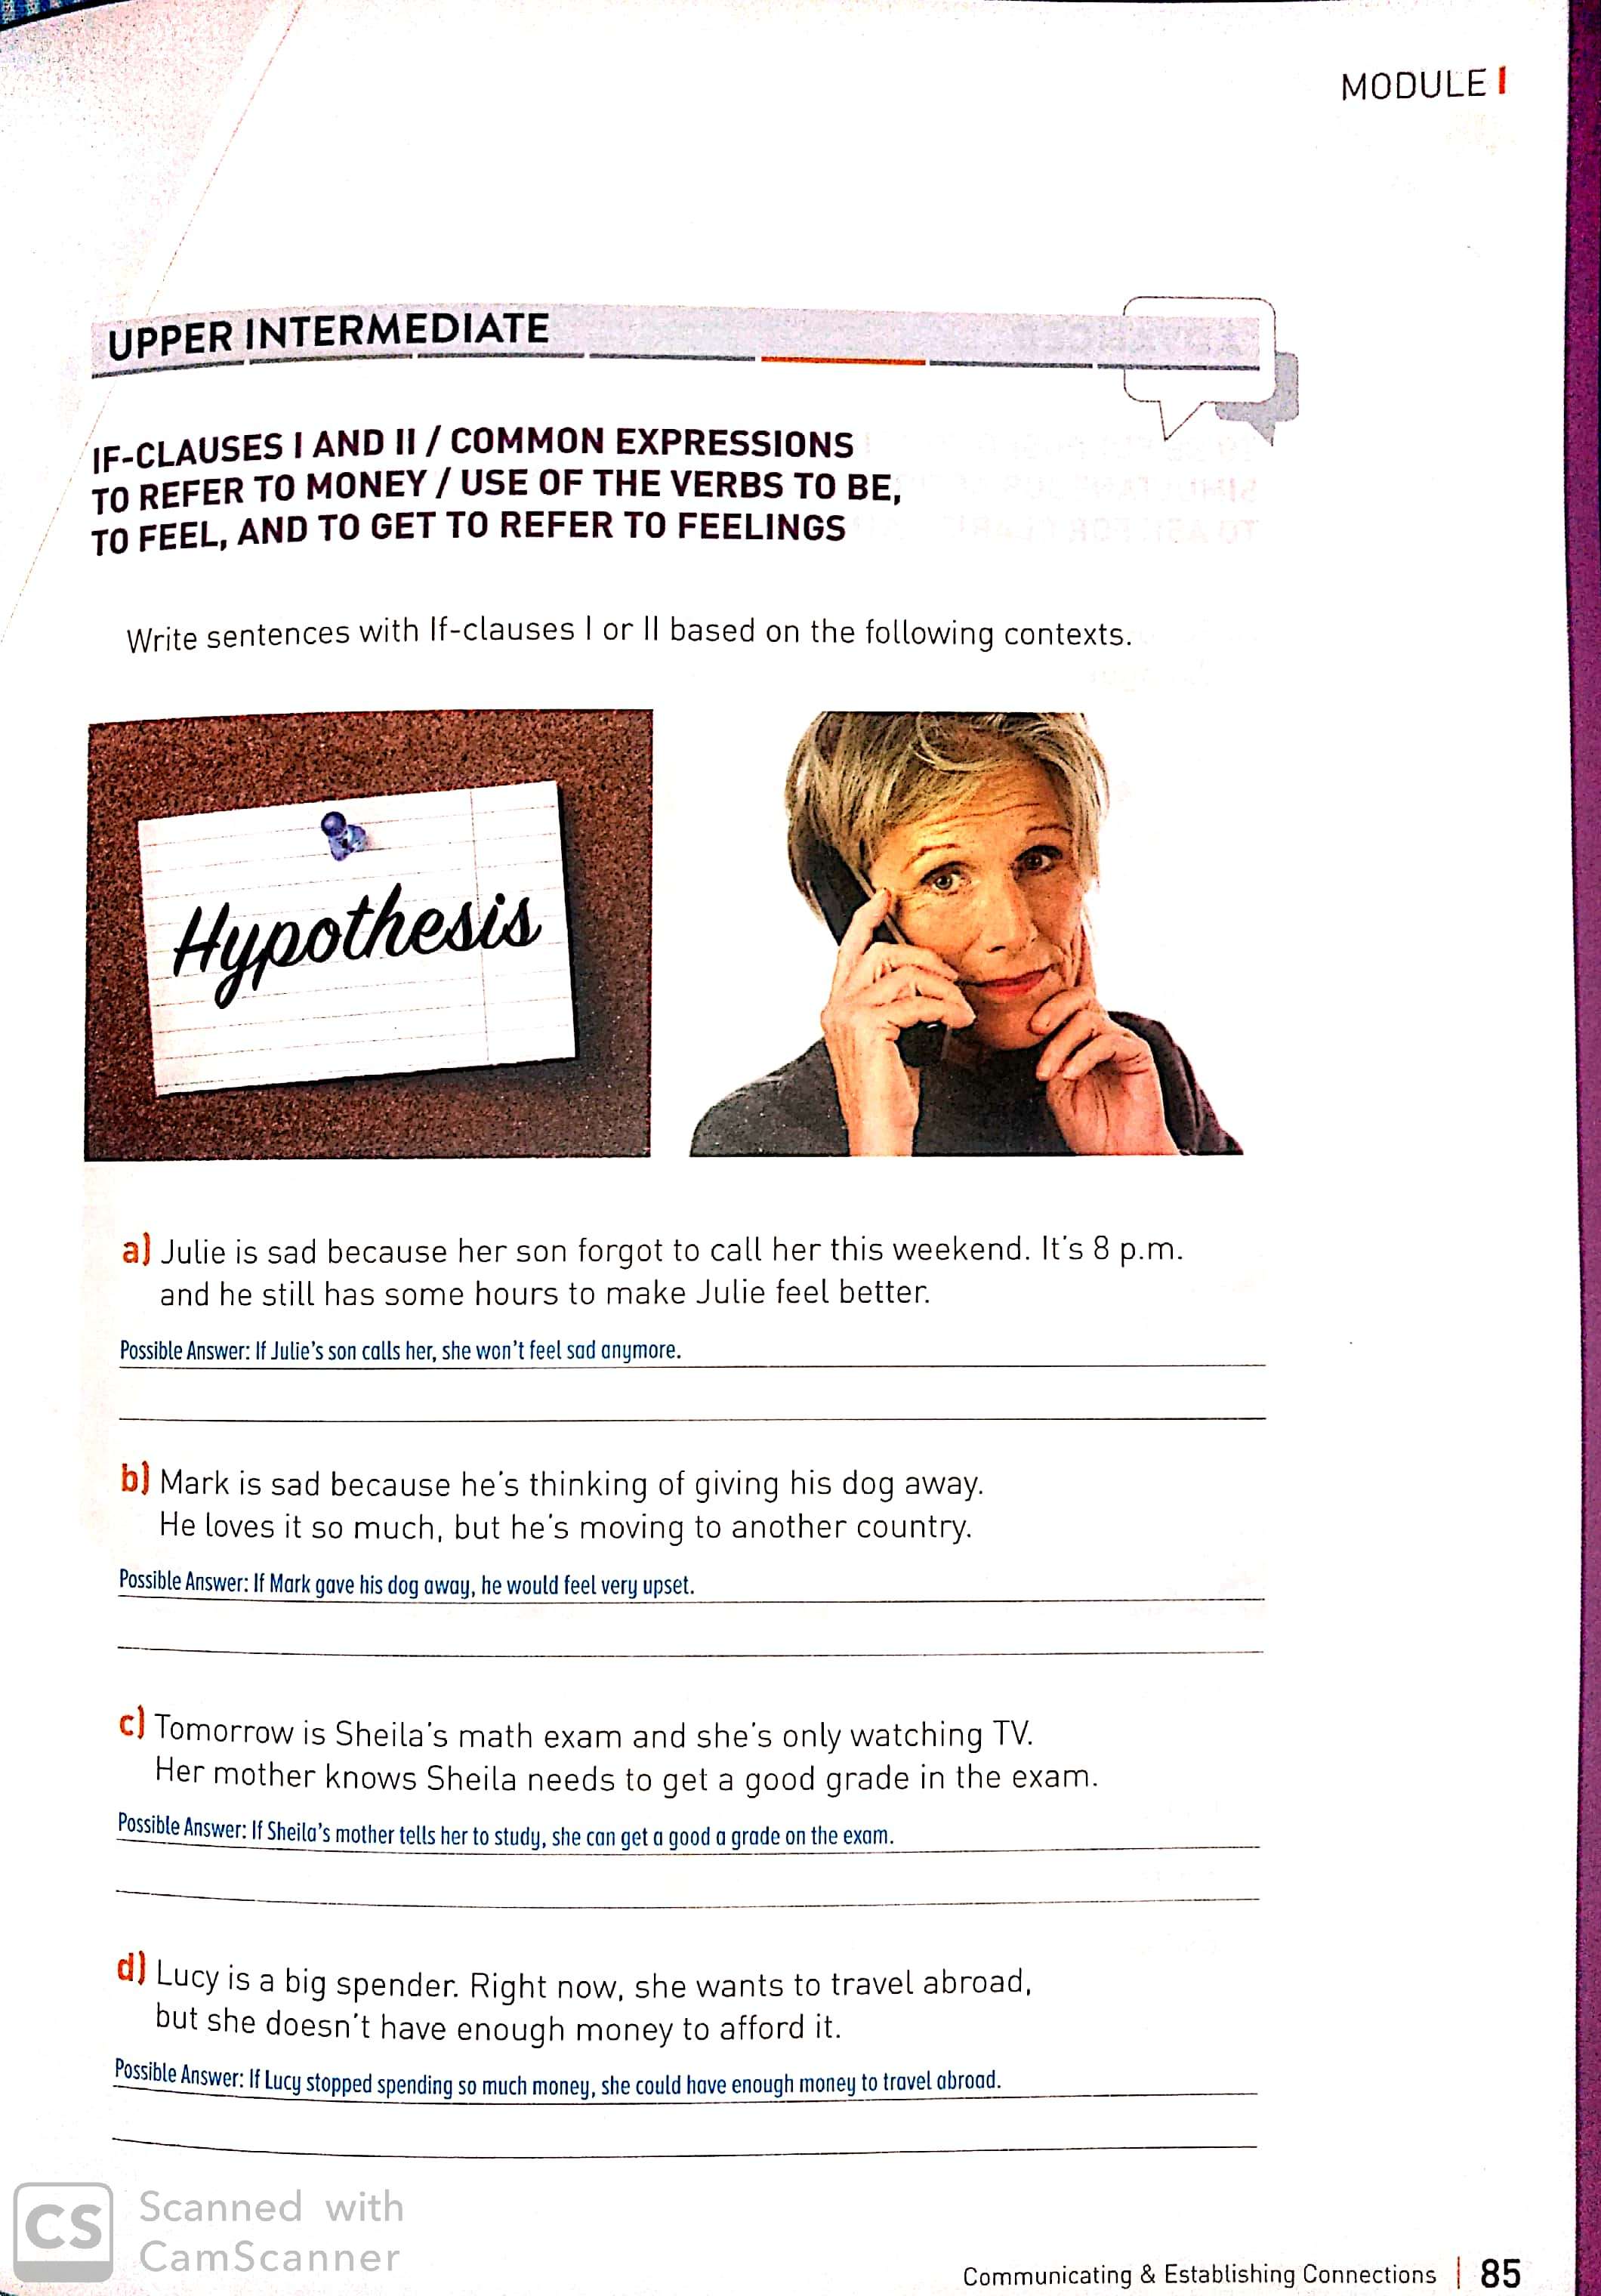 MODULE I
UPPER INTERMEDIATE
IF-CLAUSES I AND II / COMMON EXPRESSIONS
TO REFER TO MONEY / USE OF THE VERBS TO BE,
TO FEEL, AND TO GET TO REFER TO FEELINGS
Write sentences with If-clauses I or II based on the following contexts.
Hypothesis
a) Julie is sad because her son forgot to call her this weekend. It's 8 p.m.
and he still has some hours to make Julie feel better.
Possible Answer: If Julie's son calls her, she won't feel sad anymore.
b) Mark is sad because he's thinking of giving his dog away.
He loves it so much, but he's moving to another country.
Possible Answer: If Mark gave his dog away, he would feel very upset.
c) Tomorrow is Sheila's math exam and she's only watching TV.
Her mother knows Sheila needs to get a good grade in the exam.
Possible Answer: If Sheila's mother tells her to study, she can get a good a grade on the exam.
d) Lucy is a big spender. Right now, she wants to travel abroad,
but she doesn't have enough money to afford it.
Possible Answer: If Lucy stopped spending so much money, she could have enough money to travel abroad.
CS Scanned with
CamScanner
Communicating & Establishing Connections | 85